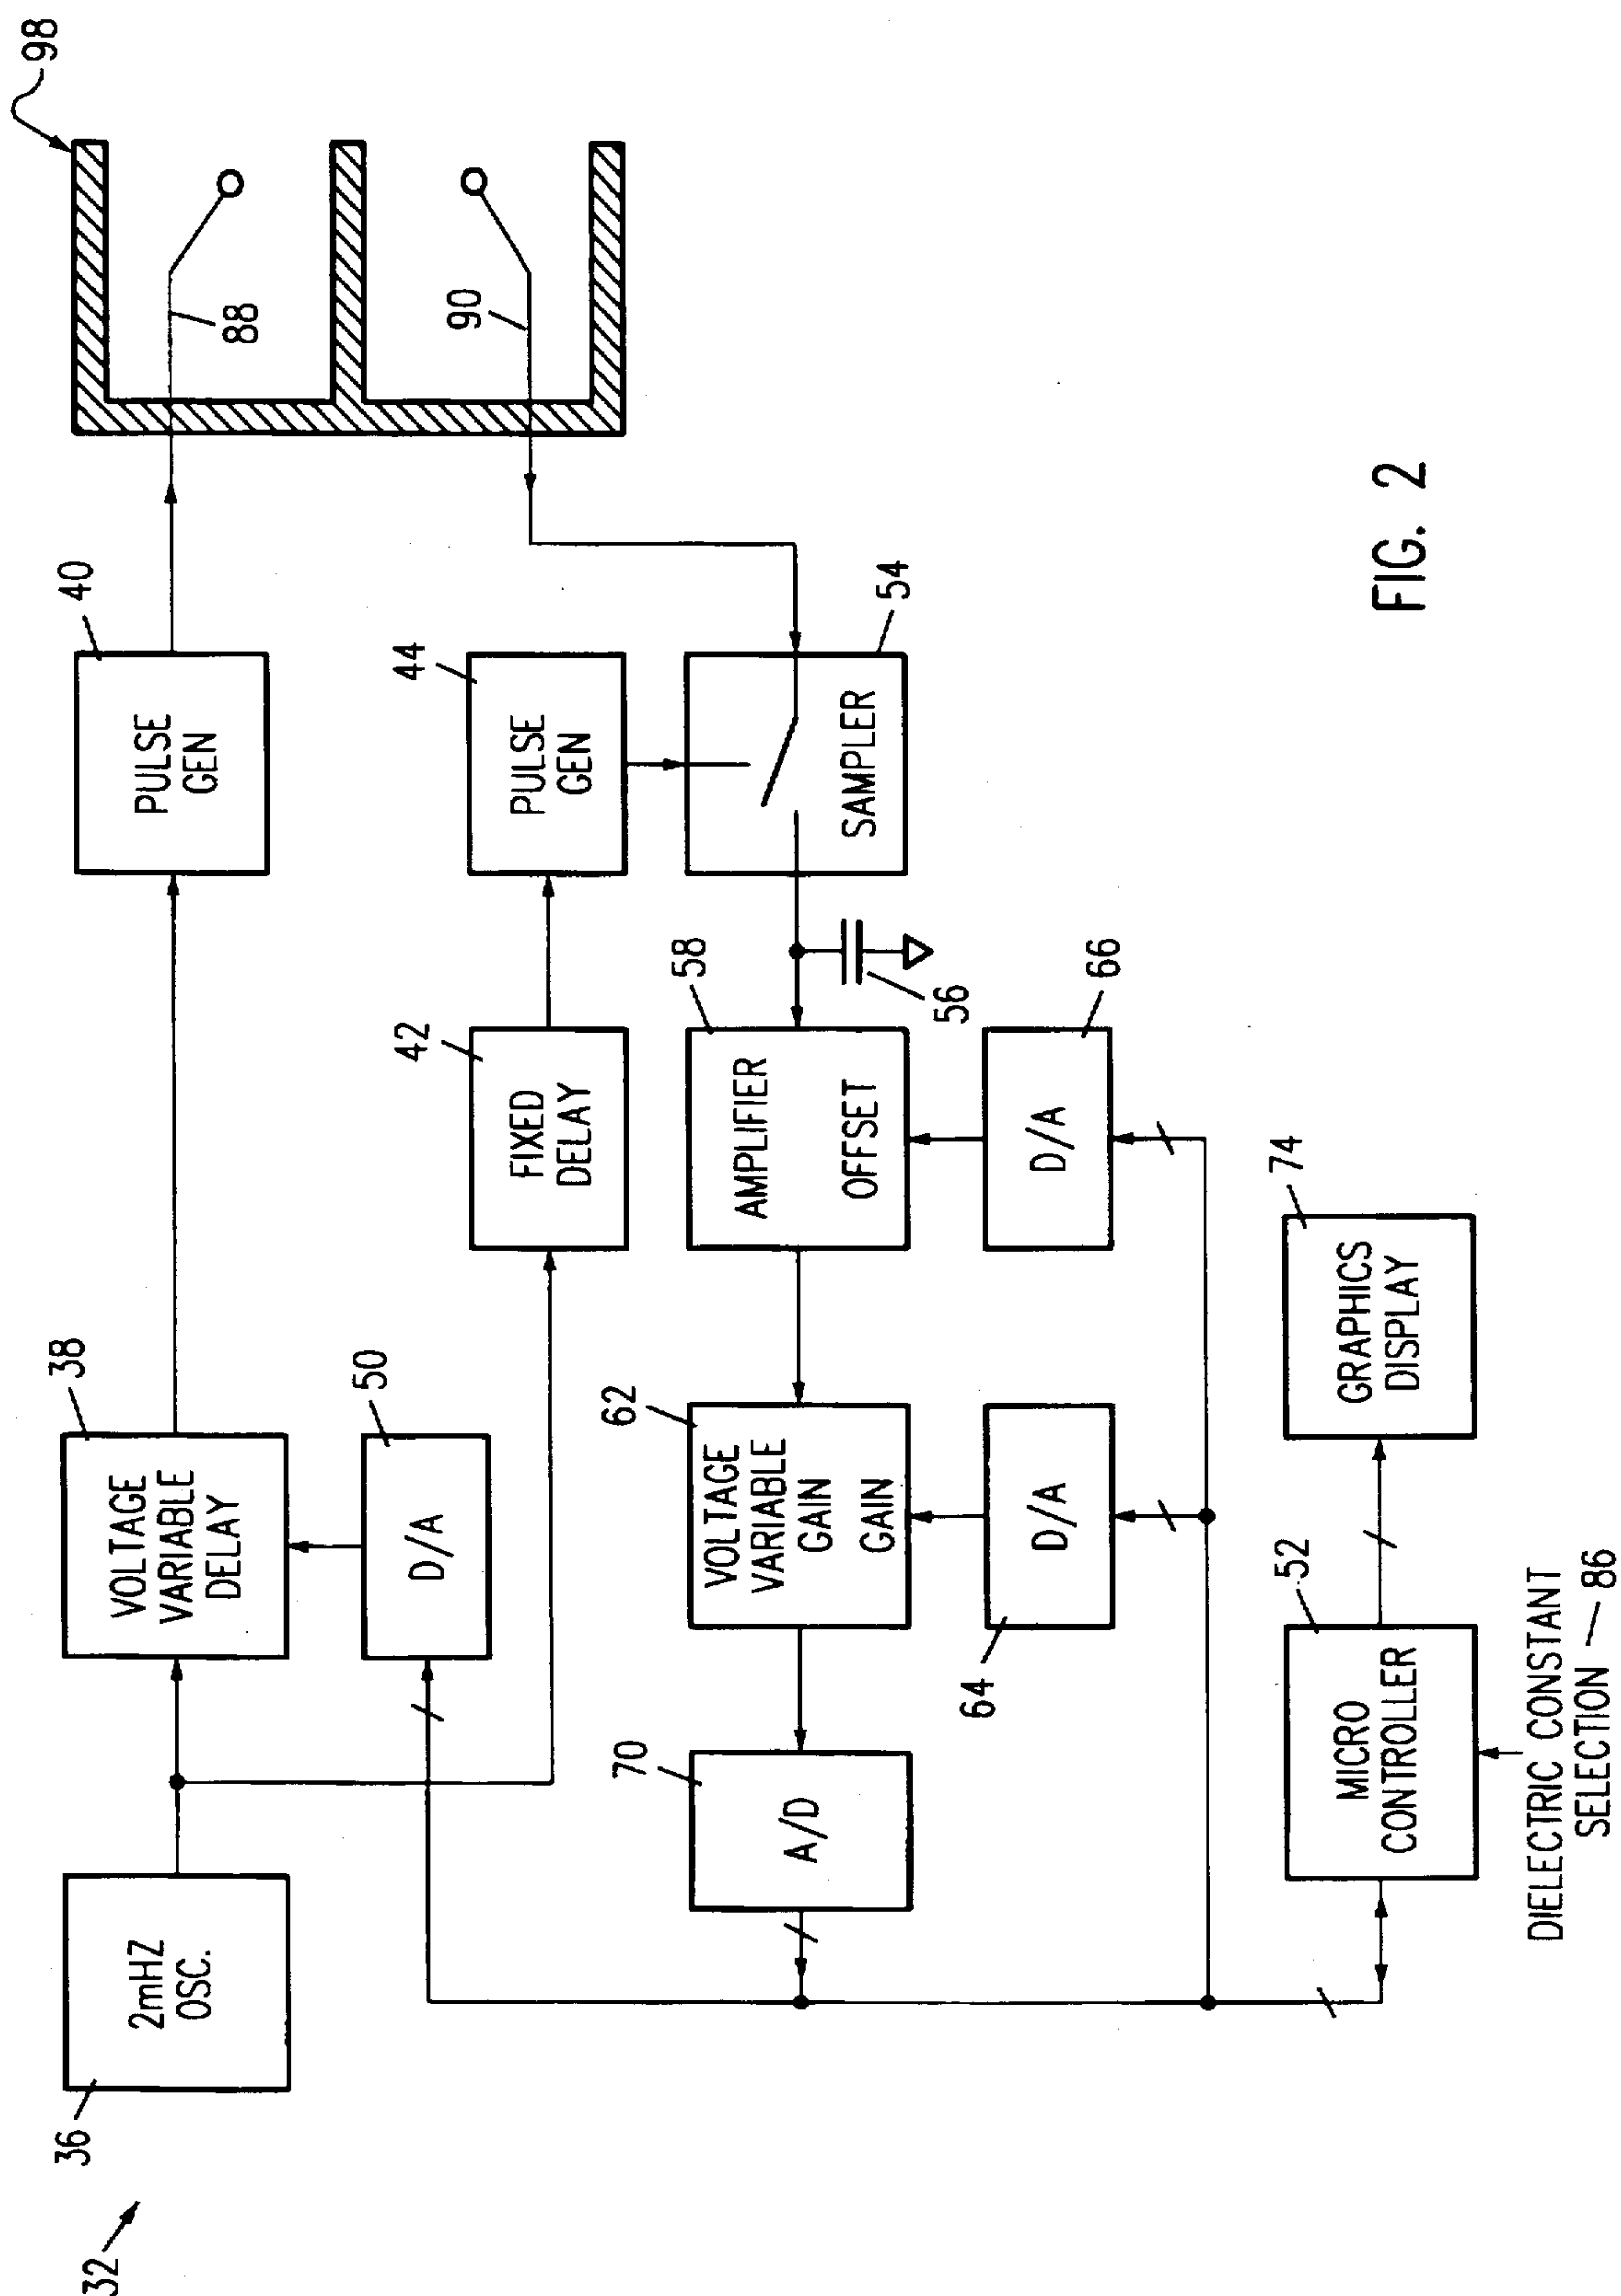 98
40
PULSE
GEN
88
38
VOLTAGE
VARIABLE
DELAY
36
2mHZ
OSC.
32
50
D/A
42
FIXED
DELAY
44
PULSE
GEN
90
54
SAMPLER
56
58
AMPLIFIER
OFFSET
62
VOLTAGE
VARIABLE
GAIN
GAIN
70
A/D
64
D/A
66
D/A
52
MICRO
CONTROLLER
74
GRAPHICS
DISPLAY
DIELECTRIC CONSTANT
SELECTION — 86
FIG. 2